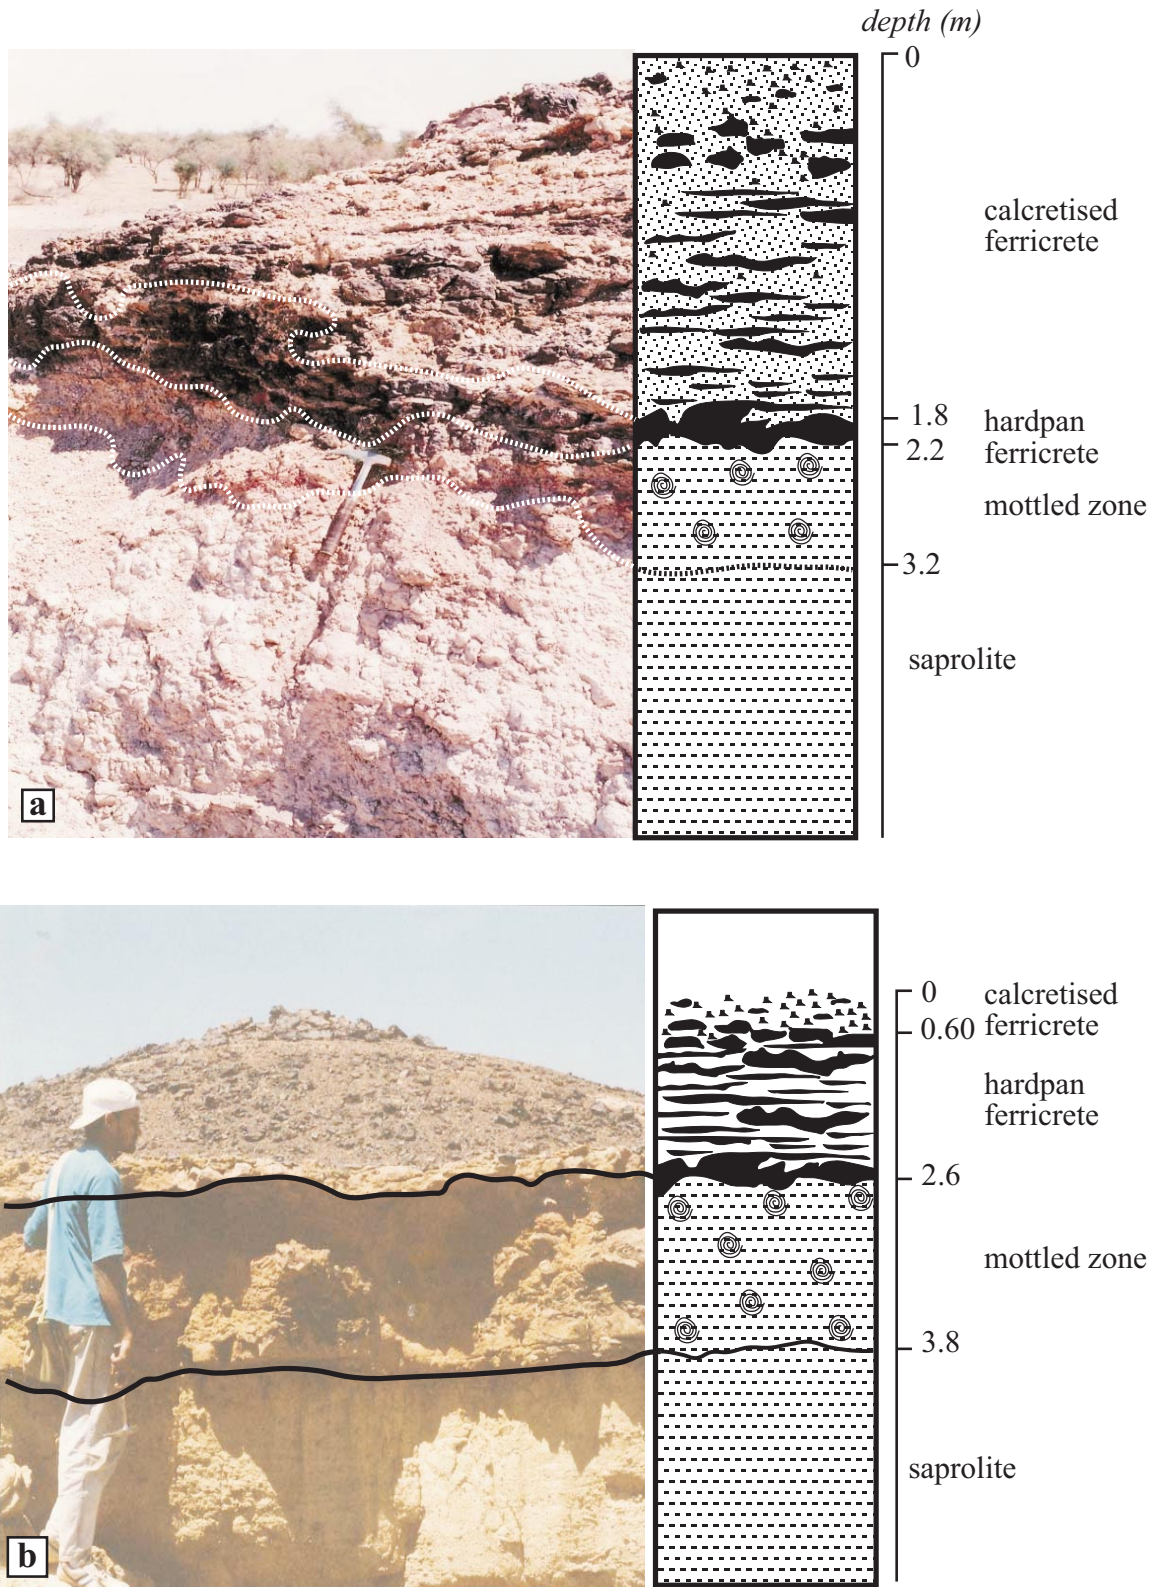 depth (m)
0
calcretised
ferricrete
1.8
hardpan
ferricrete
2.2
mottled zone
3.2
saprolite
a
0
calcretised
ferricrete
0.60
hardpan
ferricrete
2.6
mottled zone
3.8
saprolite
b